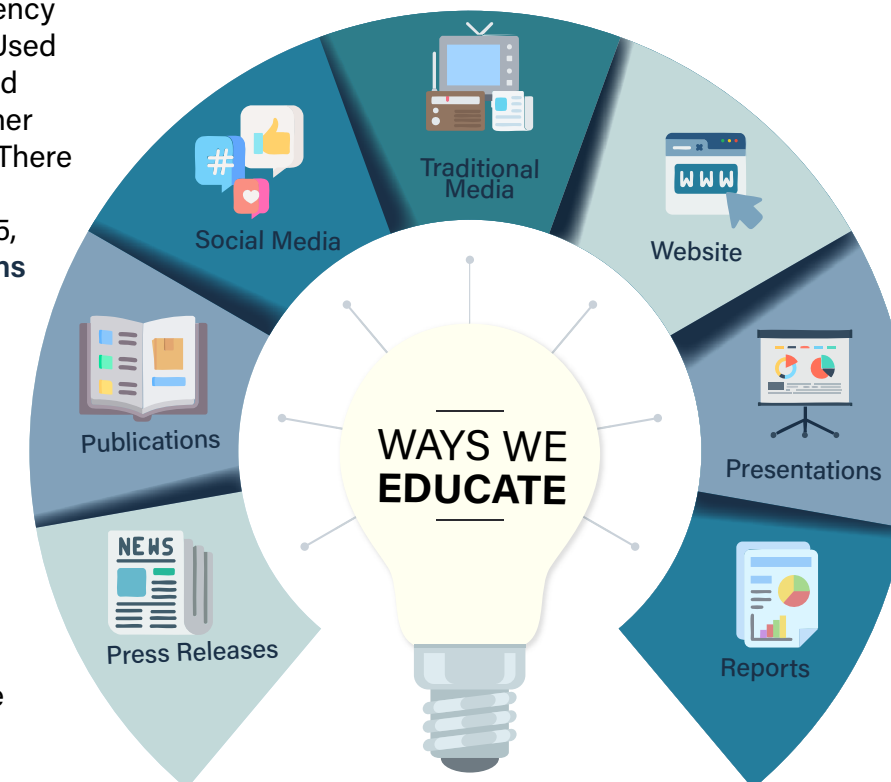 ency
Used
d
ner
There
5,
ns
e
Traditional
Media
Social Media
Website
WWW
Publications
Presentations
WAYS WE
EDUCATE
NEWS
Press Releases
Reports
#